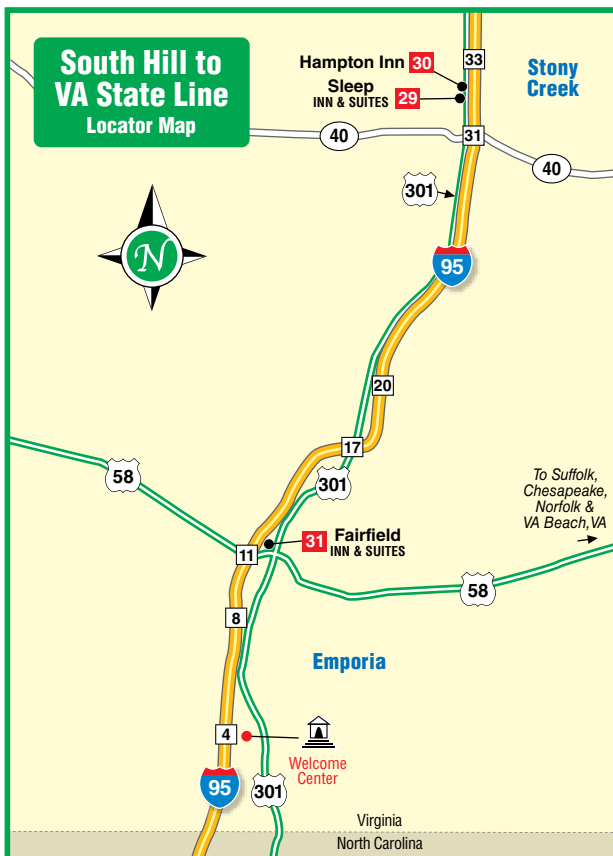 South Hill to
VA State Line
Locator Map
Hampton Inn 30
33
Stony
Creek
Sleep
INN & SUITES 29
31
40
40
301
N
95
20
17
58
301
To Suffolk,
Chesapeake,
Norfolk &
VA Beach,VA
31 Fairfield
INN & SUITES
11
58
8
Emporia
4
Welcome
Center
95
301
Virginia
North Carolina